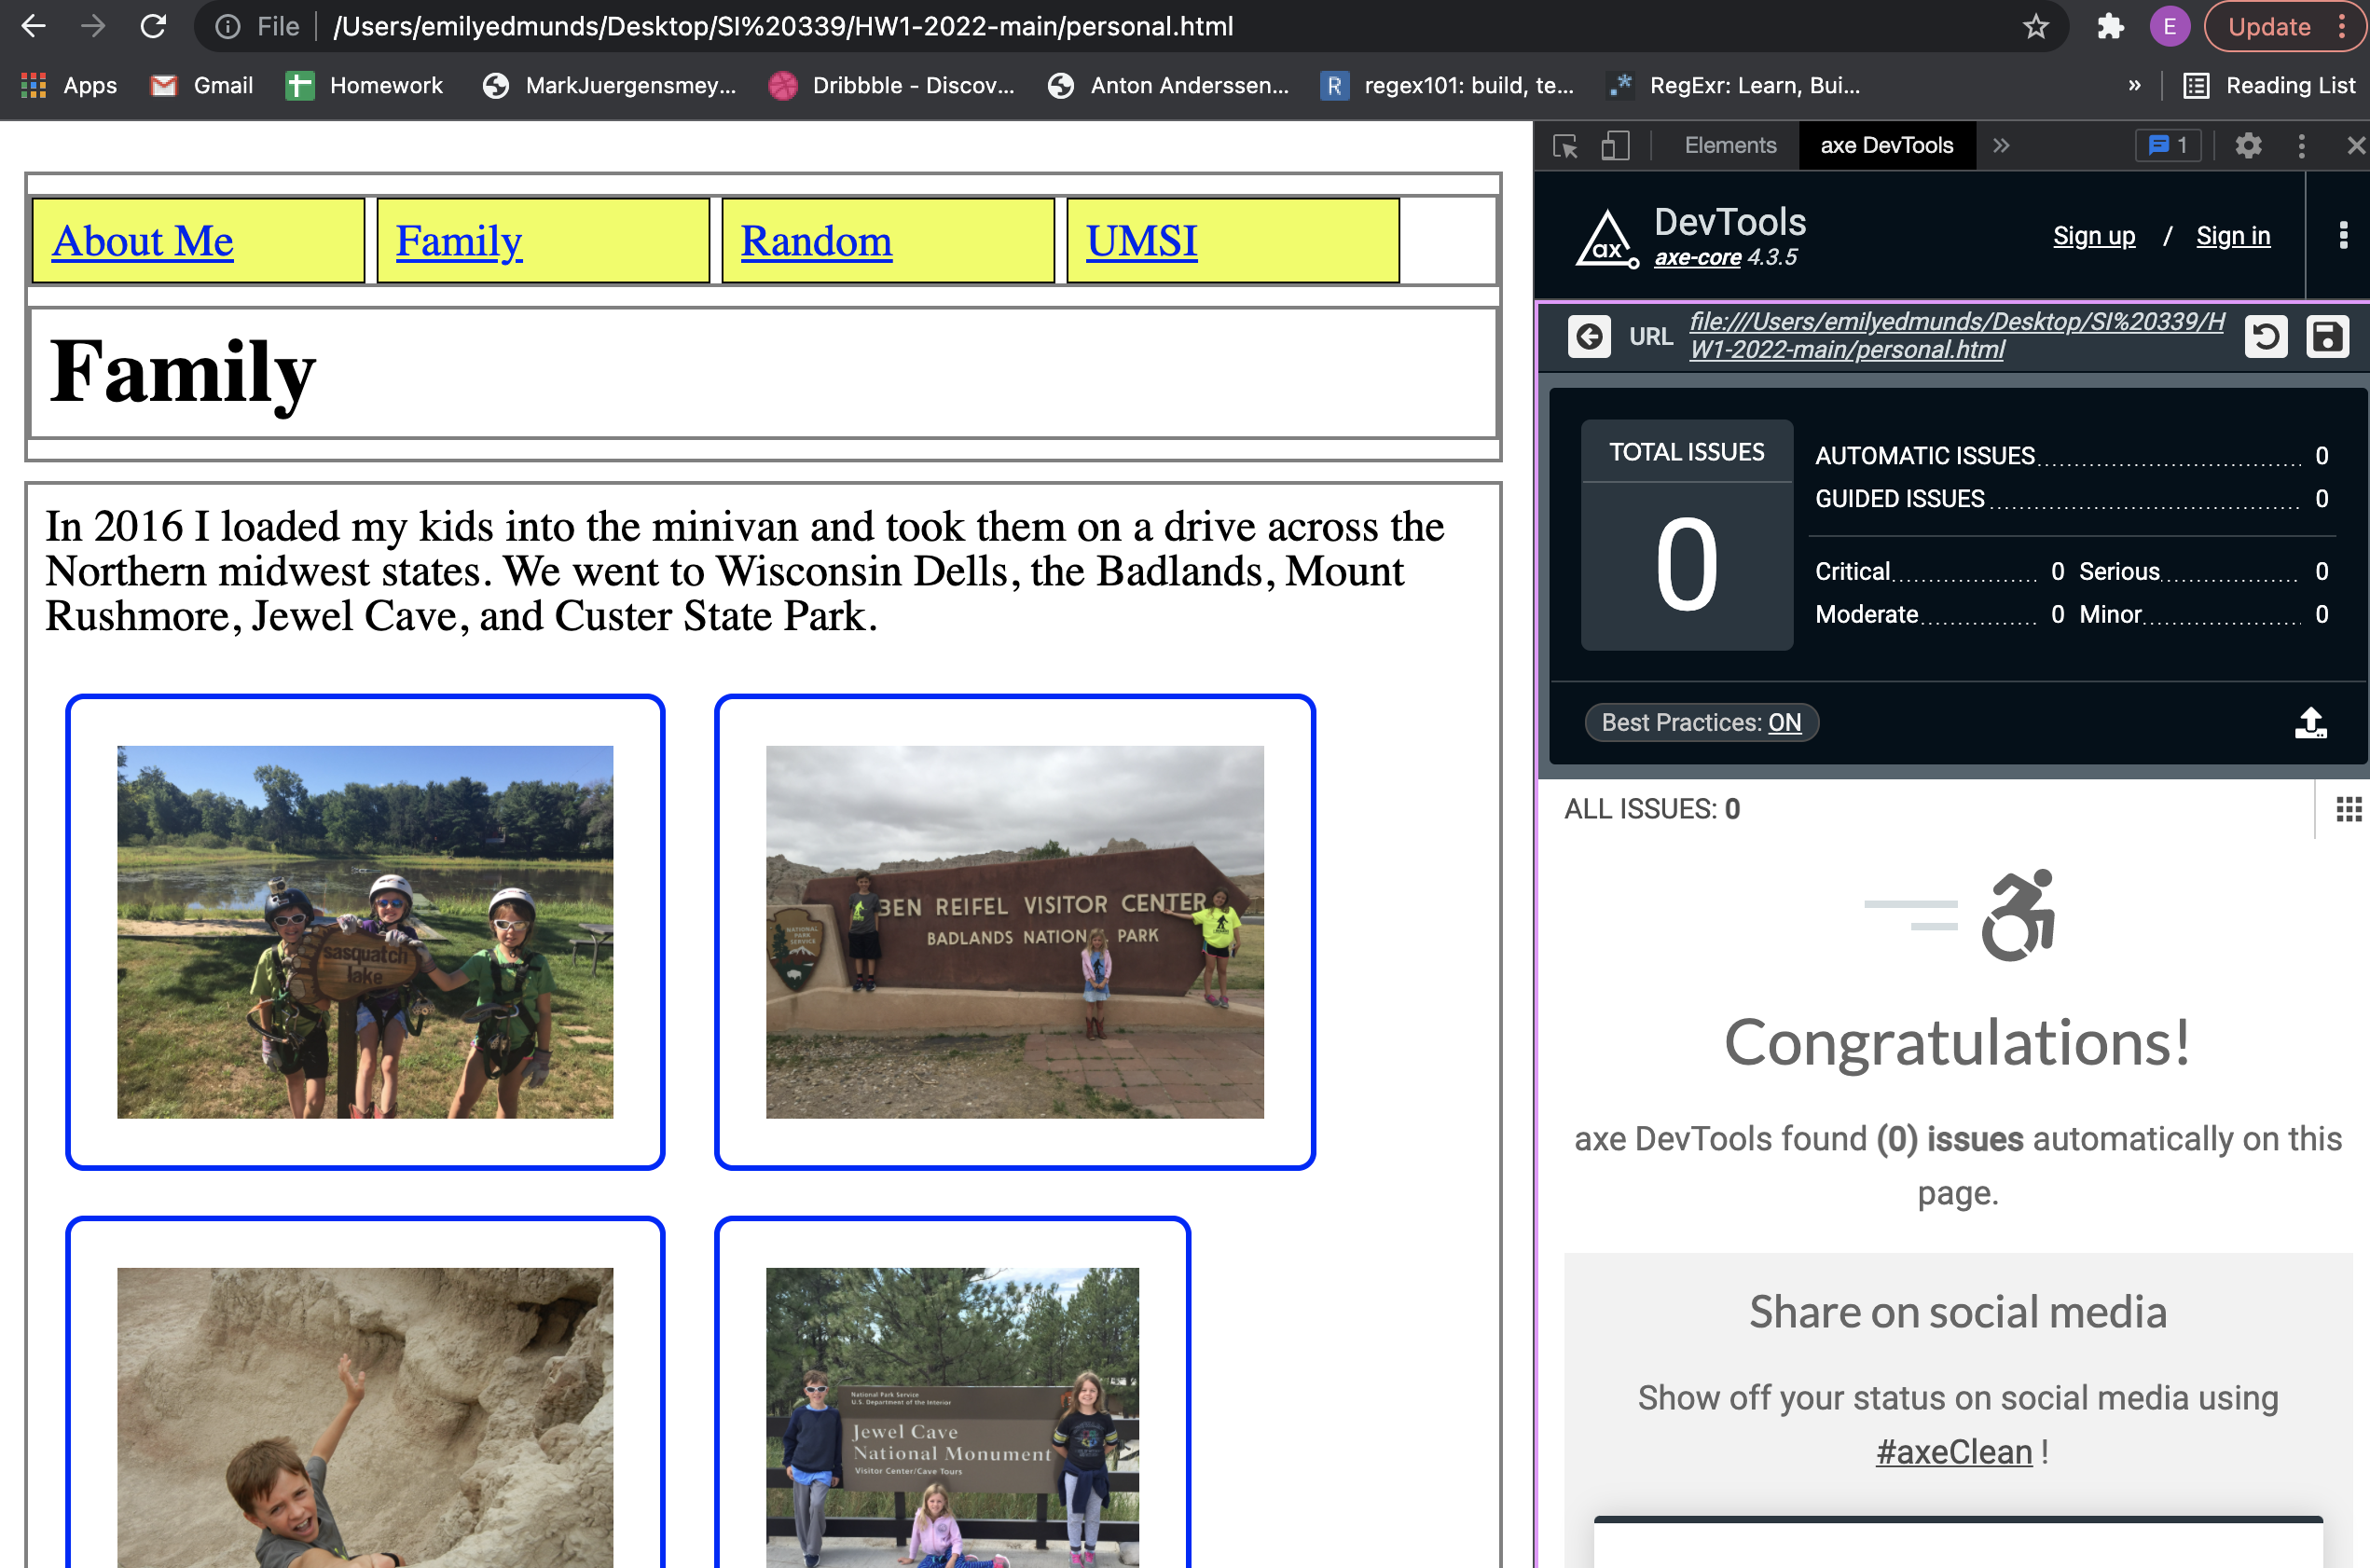 File /Users/emilyedmunds/Desktop/SI%20339/HW1-2022-main/personal.html
E
Update
Apps Gmail Homework MarkJuergensmey... Dribbble - Discov... Anton Anderssen... R regex101: build, te... RegExr: Learn, Bui... » Reading List
Elements axe DevTools » 1
ax
DevTools
axe-core 4.3.5
Sign up / Sign in
URL file:///Users/emilyedmunds/Desktop/SI%20339/H
W1-2022-main/personal.html
TOTAL ISSUES
0
AUTOMATIC ISSUES 0
GUIDED ISSUES 0
Critical 0 Serious 0
Moderate 0 Minor 0
Best Practices: ON
ALL ISSUES: 0
Congratulations!
axe DevTools found (0) issues automatically on this
page.
Share on social media
Show off your status on social media using
#axeClean !
About Me Family Random UMSI
Family
In 2016 I loaded my kids into the minivan and took them on a drive across the
Northern midwest states. We went to Wisconsin Dells, the Badlands, Mount
Rushmore, Jewel Cave, and Custer State Park.
sasquatch
lake
BEN REIFEL VISITOR CENTER
BADLANDS NATIONAL PARK
NATIONAL
PARK
SERVICE
National Park Service
U.S. Department of the Interior
Jewel Cave
National Monument
Visitor Center/Cave Tours